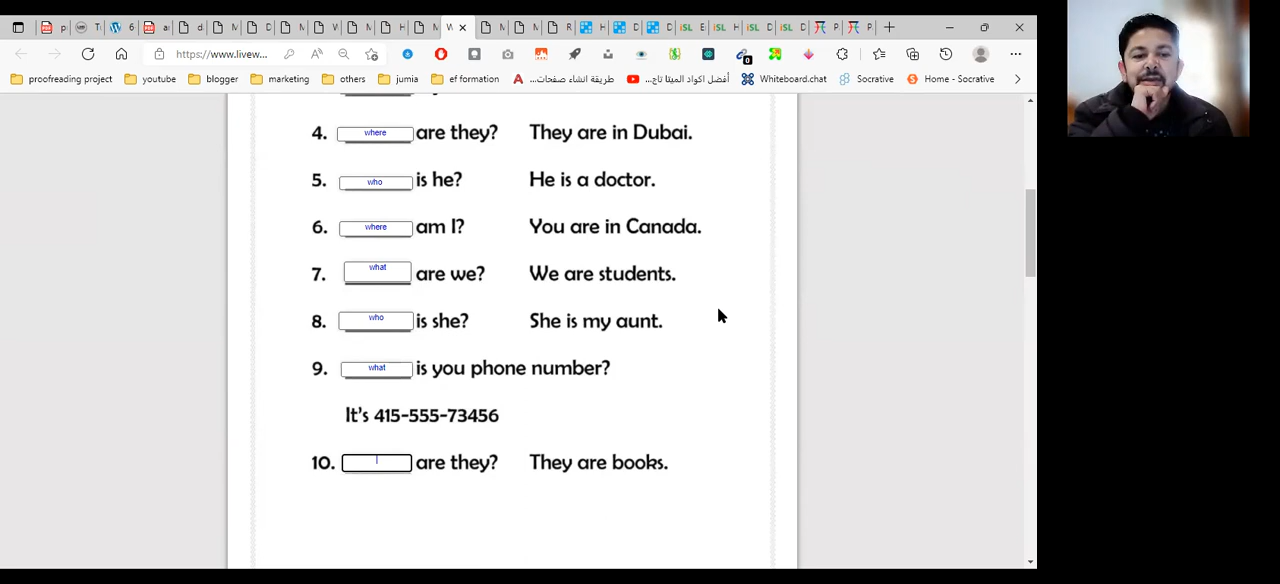 https://www.livew...
proofreading project youtube blogger marketing others jumia ef formation أفضل اكواد الميتا تاج... طريقة انشاء صفحات... Whiteboard.chat Socrative Home - Socrative
4. where are they? They are in Dubai.
5. who is he? He is a doctor.
6. where am I? You are in Canada.
7. what are we? We are students.
8. who is she? She is my aunt.
9. what is you phone number?
It's 415-555-73456
10. are they? They are books.